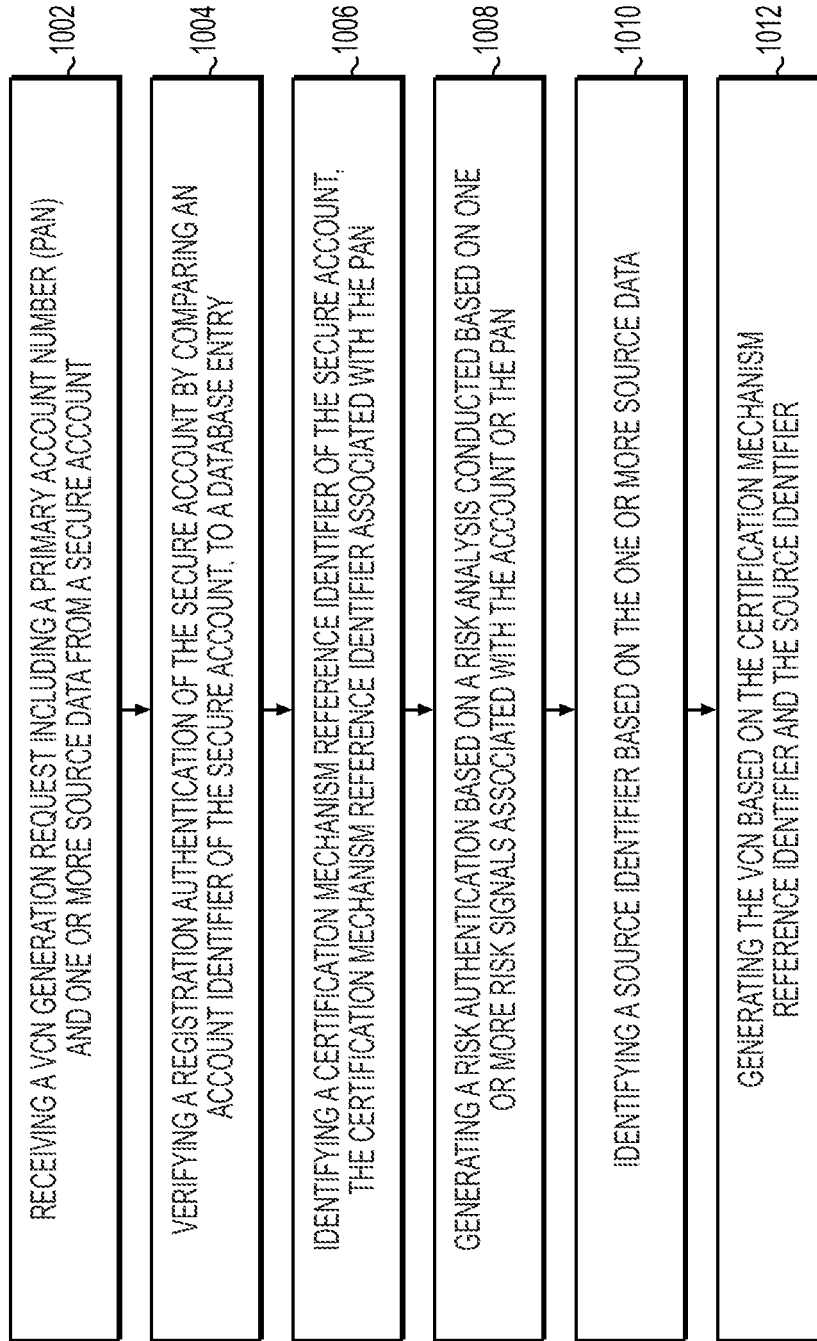 RECEIVING A VCN GENERATION REQUEST INCLUDING A PRIMARY ACCOUNT NUMBER (PAN)
AND ONE OR MORE SOURCE DATA FROM A SECURE ACCOUNT
1002
VERIFYING A REGISTRATION AUTHENTICATION OF THE SECURE ACCOUNT BY COMPARING AN
ACCOUNT IDENTIFIER OF THE SECURE ACCOUNT, TO A DATABASE ENTRY
1004
IDENTIFYING A CERTIFICATION MECHANISM REFERENCE IDENTIFIER OF THE SECURE ACCOUNT,
THE CERTIFICATION MECHANISM REFERENCE IDENTIFIER ASSOCIATED WITH THE PAN
1006
GENERATING A RISK AUTHENTICATION BASED ON A RISK ANALYSIS CONDUCTED BASED ON ONE
OR MORE RISK SIGNALS ASSOCIATED WITH THE ACCOUNT OR THE PAN
1008
IDENTIFYING A SOURCE IDENTIFIER BASED ON THE ONE OR MORE SOURCE DATA
1010
GENERATING THE VCN BASED ON THE CERTIFICATION MECHANISM
REFERENCE IDENTIFIER AND THE SOURCE IDENTIFIER
1012